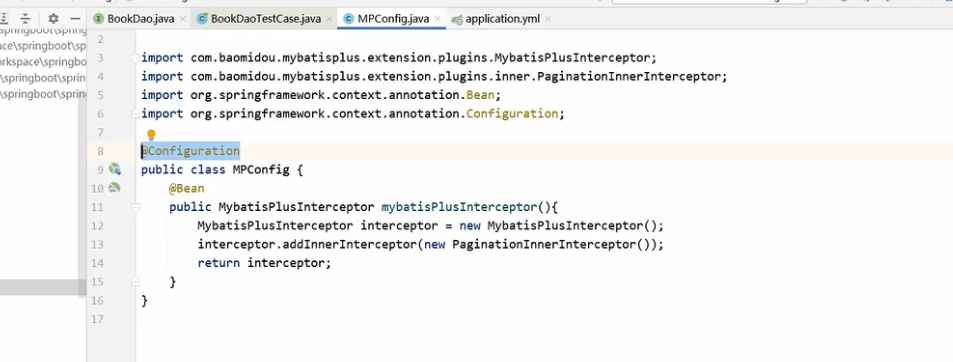 BookDao.java × BookDaoTestCase.java × MPConfig.java × application.yml ×
\springboot\spring
ce\springboot\sprin
rkspace\springboot
\springboot\spring
\springboot\sprin
2
3 import com.baomidou.mybatisplus.extension.plugins.MybatisPlusInterceptor;
4 import com.baomidou.mybatisplus.extension.plugins.inner.PaginationInnerInterceptor;
5 import org.springframework.context.annotation.Bean;
6 import org.springframework.context.annotation.Configuration;
7
8 @Configuration
9 public class MPConfig {
10 @Bean
11 public MybatisPlusInterceptor mybatisPlusInterceptor(){
12 MybatisPlusInterceptor interceptor = new MybatisPlusInterceptor();
13 interceptor.addInnerInterceptor(new PaginationInnerInterceptor());
14 return interceptor;
15 }
16 }
17